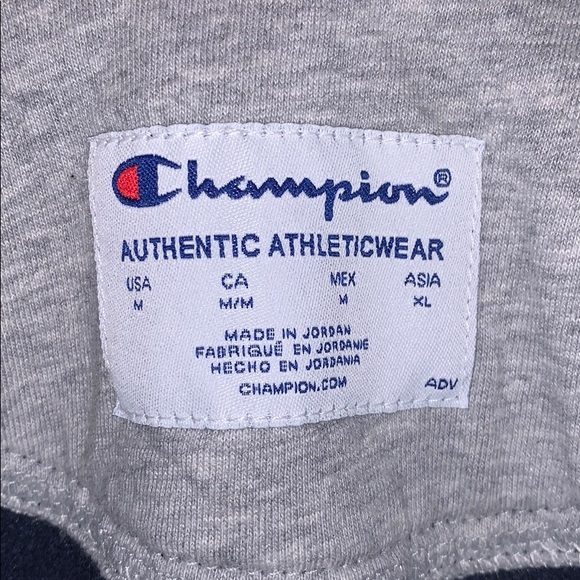 Champion®
AUTHENTIC ATHLETICWEAR
USA CA MEX ASIA
M M/M M XL
MADE IN JORDAN
FABRIQUÉ EN JORDANIE
HECHO EN JORDANIA
CHAMPION.COM ADV